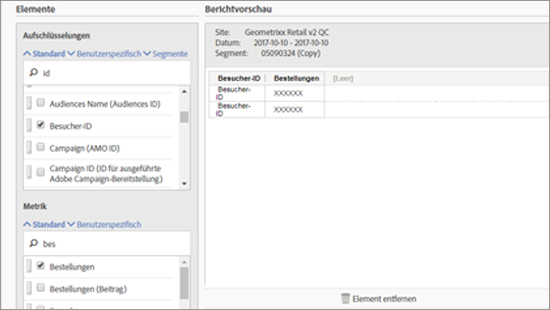 Elemente
Aufschlüsselungen
Standard Benutzerspezifisch Segmente
id
Audiences Name (Audiences ID)
Besucher-ID
Campaign (AMO ID)
Campaign ID (ID für ausgeführte
Adobe Campaign-Bereitstellung)
Metrik
Standard Benutzerspezifisch
bes
Bestellungen
Bestellungen (Beitrag)
Berichtvorschau
Site: Geometrixx Retail v2 QC
Datum: 2017-10-10 - 2017-10-10
Segment: 05090324 (Copy)
Besucher-ID Bestellungen [Leer]
Besucher-
ID XXXXXX
Besucher-
ID XXXXXX
Element entfernen